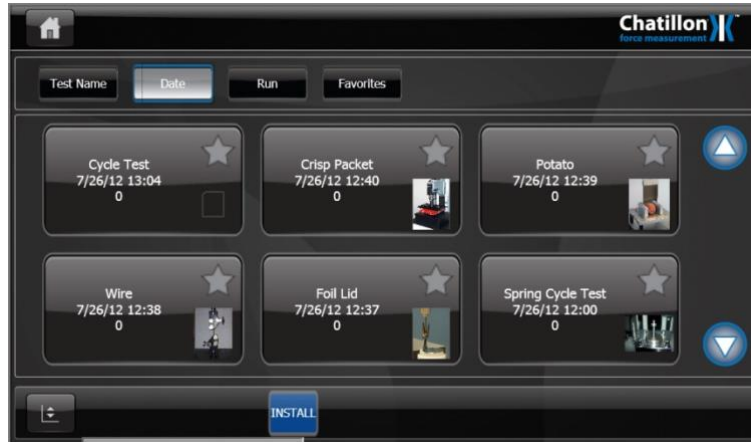 Chatillon
force measurement
Test Name
Date
Run
Favorites
Cycle Test
7/26/12 13:04
0
Crisp Packet
7/26/12 12:40
0
Potato
7/26/12 12:39
0
Wire
7/26/12 12:38
0
Foil Lid
7/26/12 12:37
0
Spring Cycle Test
7/26/12 12:00
0
INSTALL